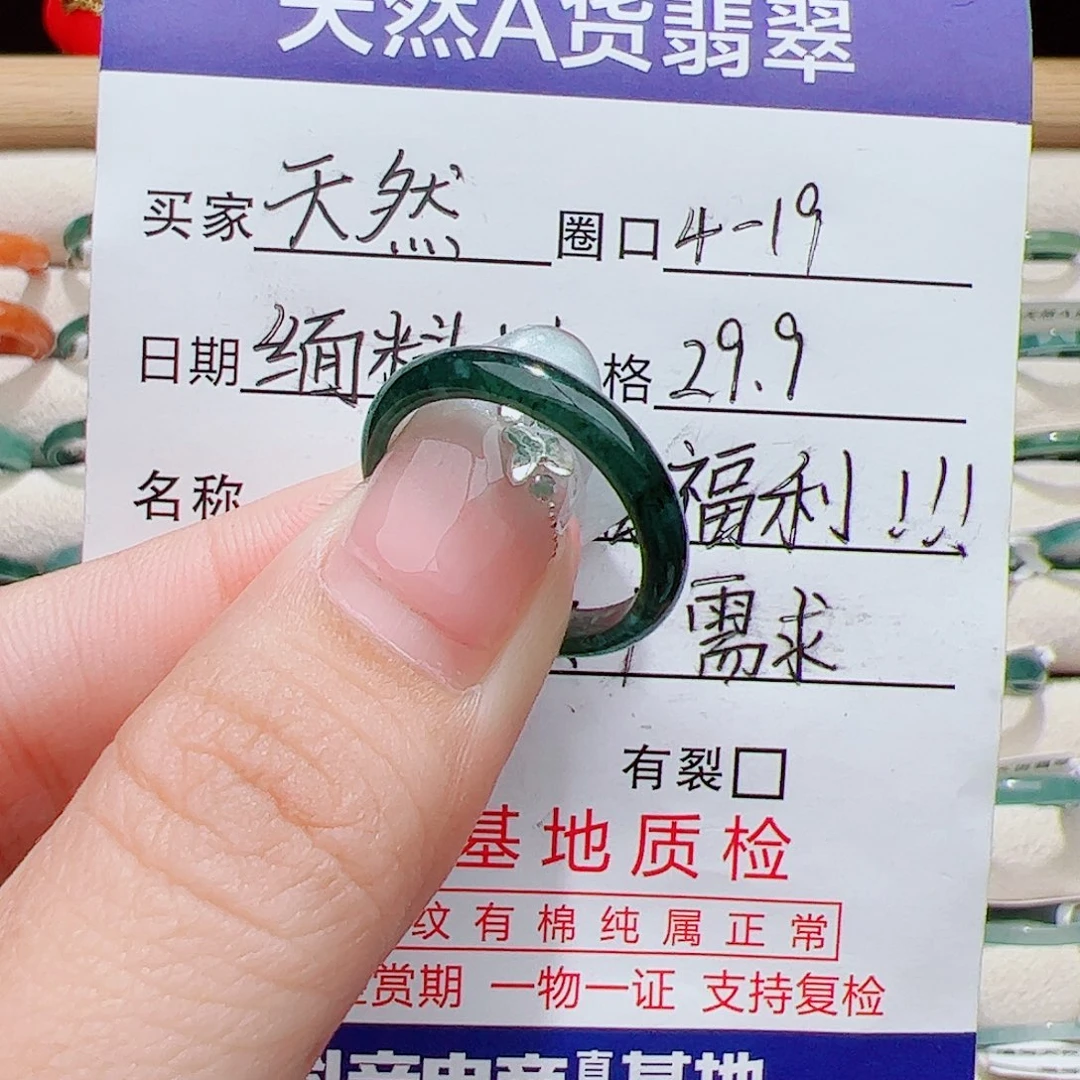 天然A货翡翠
买家 天然 圈口 4-19
日期 缅料 格 29.9
名称 福利!!!
需求
有裂□
基地质检
纹有棉纯属正常
赏期 一物一证 支持复检
基地